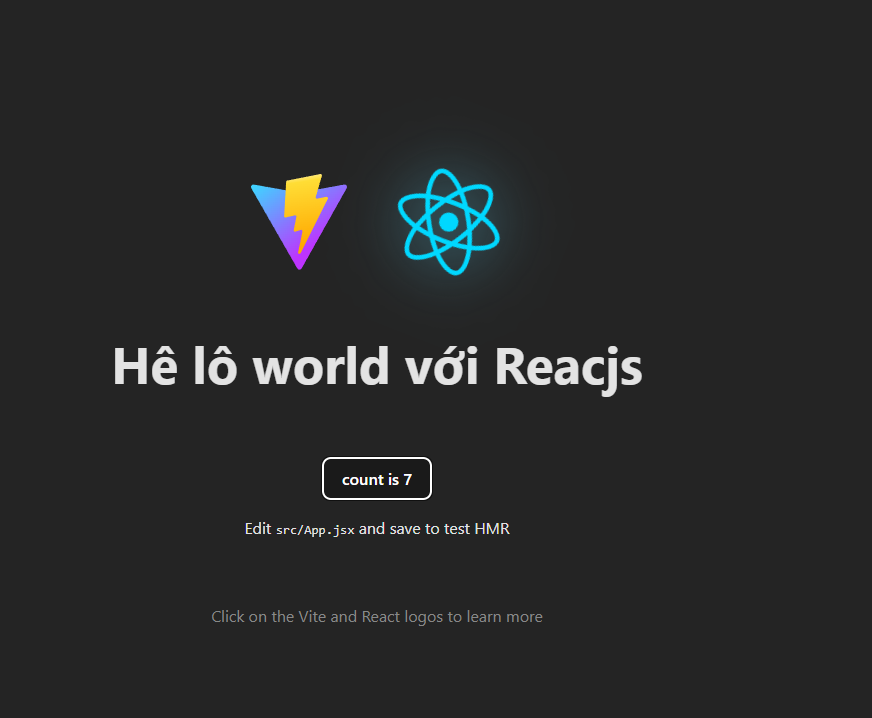 Hê lô world với Reacjs
count is 7
Edit src/App.jsx and save to test HMR
Click on the Vite and React logos to learn more